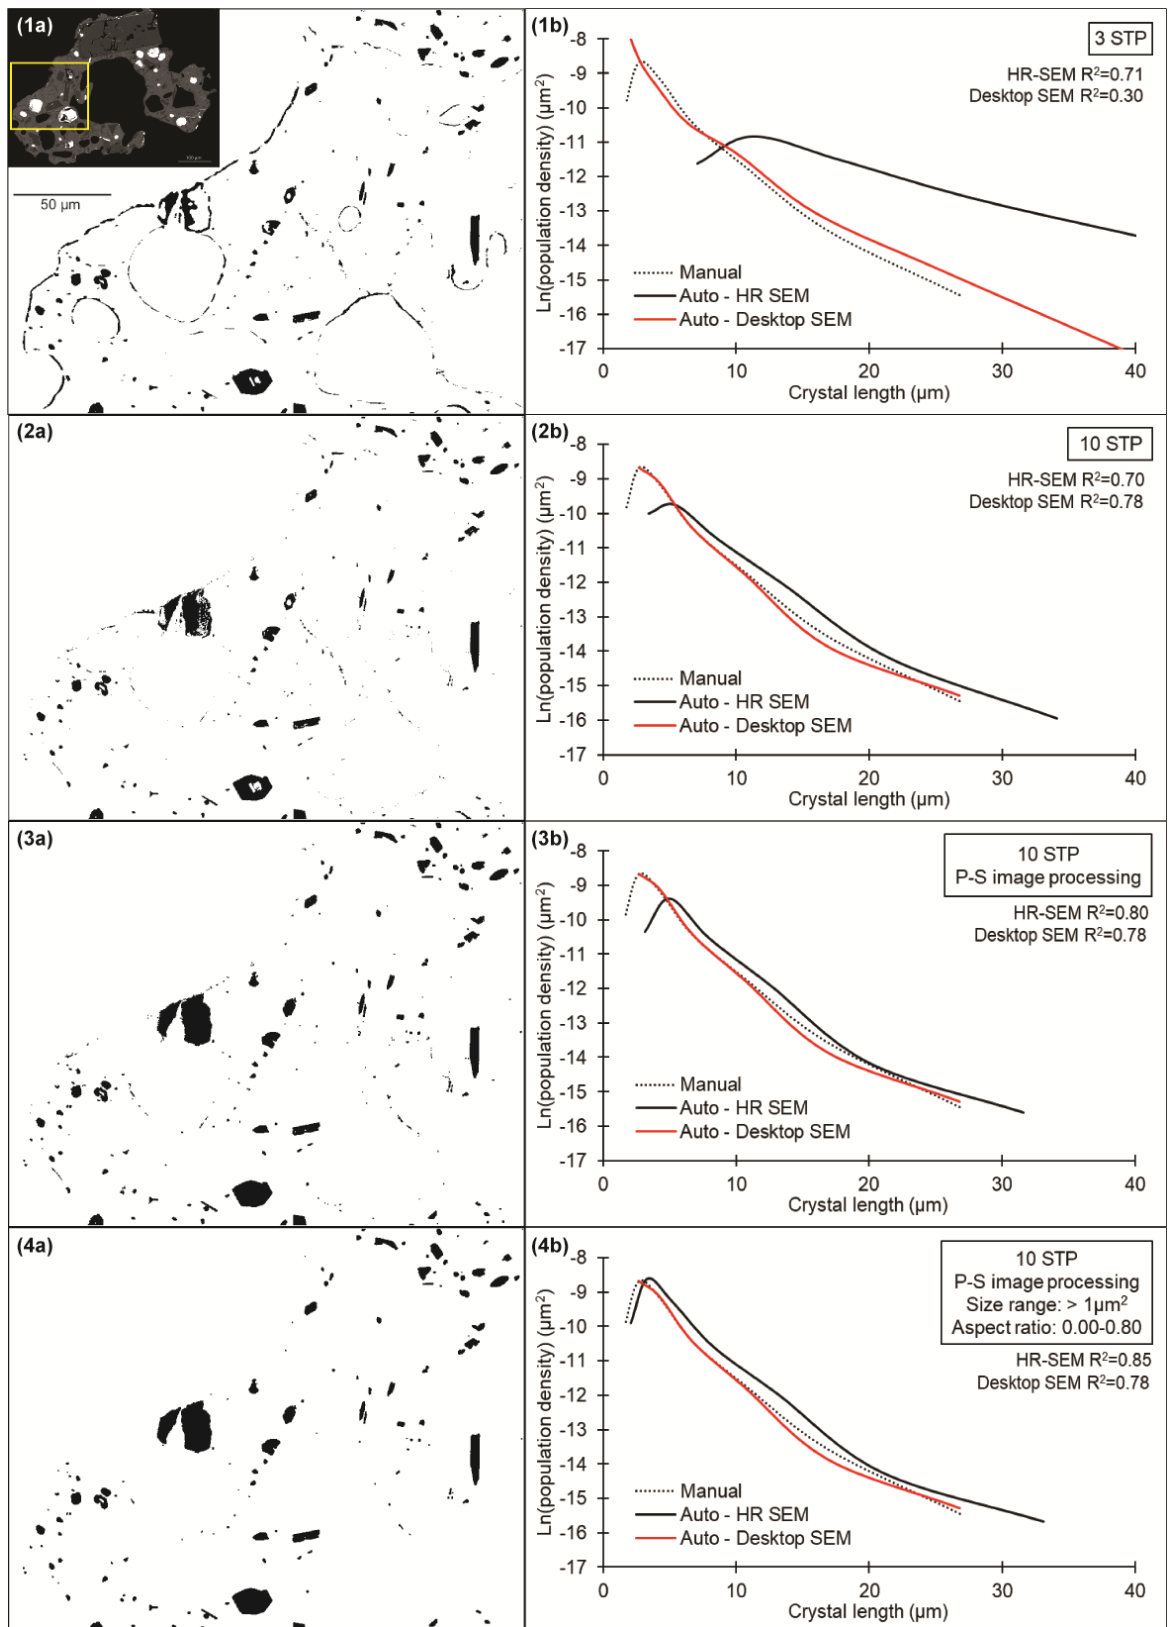 (1a)
100 µm
50 µm
(1b)
3 STP
HR-SEM R²=0.71
Desktop SEM R²=0.30
-8
-9
-10
-11
-12
-13
-14
-15
-16
-17
Ln(population density) (µm²)
Manual
Auto - HR SEM
Auto - Desktop SEM
0 10 20 30 40
Crystal length (µm)
(2a)
(2b)
10 STP
HR-SEM R²=0.70
Desktop SEM R²=0.78
-8
-9
-10
-11
-12
-13
-14
-15
-16
-17
Ln(population density) (µm²)
Manual
Auto - HR SEM
Auto - Desktop SEM
0 10 20 30 40
Crystal length (µm)
(3a)
(3b)
10 STP
P-S image processing
HR-SEM R²=0.80
Desktop SEM R²=0.78
-8
-9
-10
-11
-12
-13
-14
-15
-16
-17
Ln(population density) (µm²)
Manual
Auto - HR SEM
Auto - Desktop SEM
0 10 20 30 40
Crystal length (µm)
(4a)
(4b)
10 STP
P-S image processing
Size range: > 1µm²
Aspect ratio: 0.00-0.80
HR-SEM R²=0.85
Desktop SEM R²=0.78
-8
-9
-10
-11
-12
-13
-14
-15
-16
-17
Ln(population density) (µm²)
Manual
Auto - HR SEM
Auto - Desktop SEM
0 10 20 30 40
Crystal length (µm)